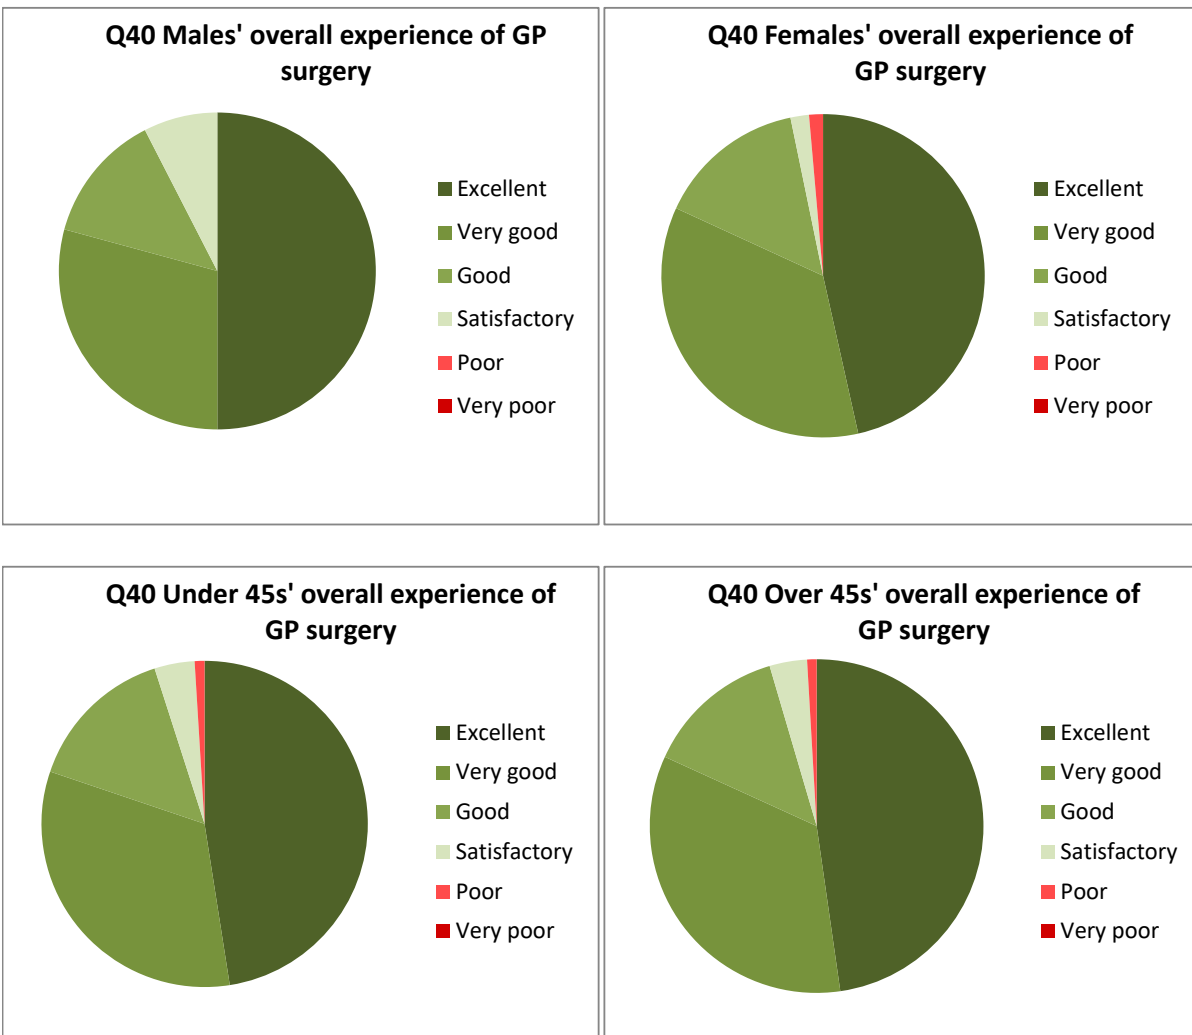 Q40 Males' overall experience of GP
surgery
Excellent
Very good
Good
Satisfactory
Poor
Very poor
Q40 Females' overall experience of
GP surgery
Excellent
Very good
Good
Satisfactory
Poor
Very poor
Q40 Under 45s' overall experience of
GP surgery
Excellent
Very good
Good
Satisfactory
Poor
Very poor
Q40 Over 45s' overall experience of
GP surgery
Excellent
Very good
Good
Satisfactory
Poor
Very poor